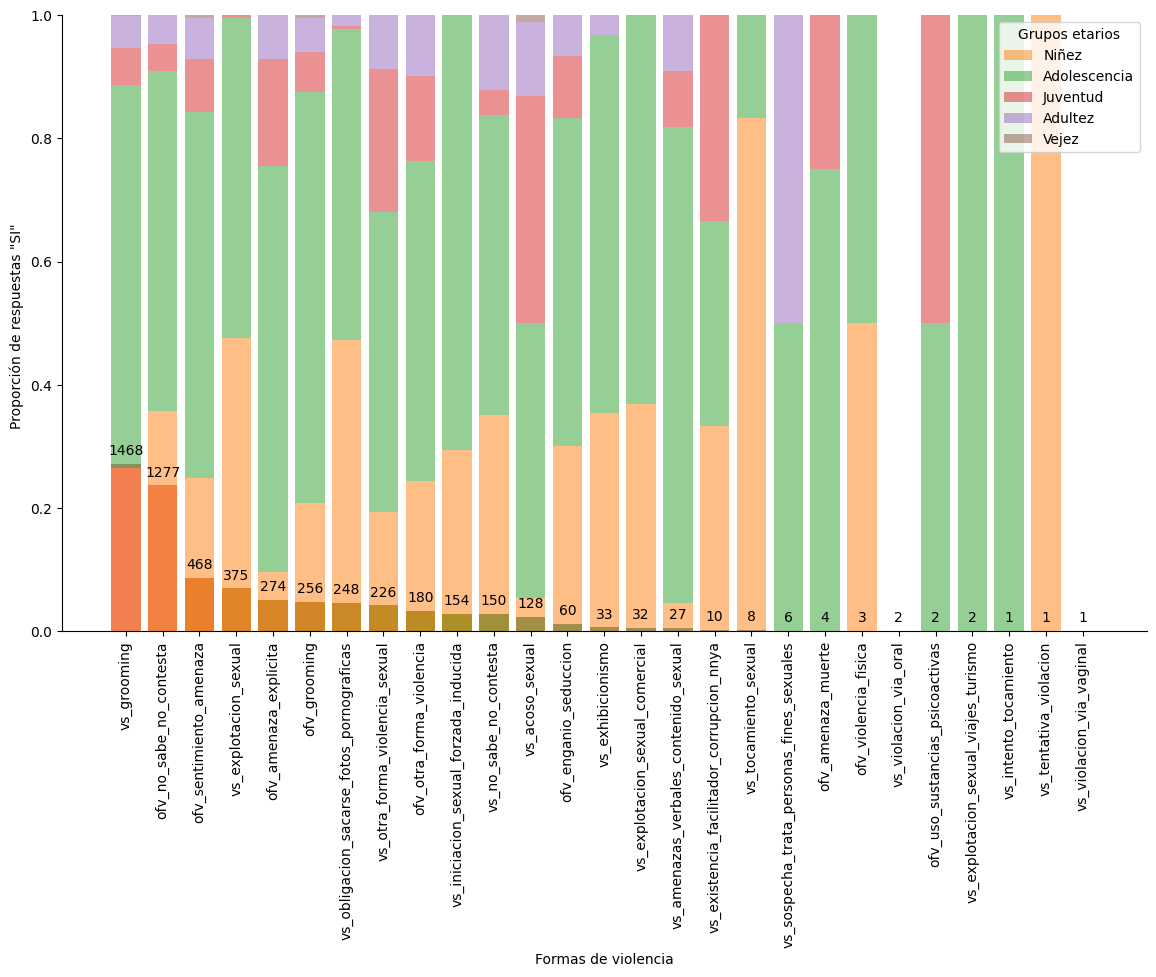 1.0
0.8
0.6
0.4
0.2
0.0
Proporción de respuestas "SI"
Grupos etarios
Niñez
Adolescencia
Juventud
Adultez
Vejez
1468
1277
468
375
274
256
248
226
180
154
150
128
60
33
32
27
10
8
6
4
3
2
2
2
1
1
1
vs_grooming
ofv_no_sabe_no_contesta
ofv_sentimiento_amenaza
vs_explotacion_sexual
ofv_amenaza_explicita
ofv_grooming
vs_obligacion_sacarse_fotos_pornograficas
vs_otra_forma_violencia_sexual
ofv_otra_forma_violencia
vs_iniciacion_sexual_forzada_inducida
vs_no_sabe_no_contesta
vs_acoso_sexual
ofv_enganio_seduccion
vs_exhibicionismo
vs_explotacion_sexual_comercial
vs_amenazas_verbales_contenido_sexual
vs_existencia_facilitador_corrupcion_nnya
vs_tocamiento_sexual
vs_sospecha_trata_personas_fines_sexuales
ofv_amenaza_muerte
ofv_violencia_fisica
vs_violacion_via_oral
ofv_uso_sustancias_psicoactivas
vs_explotacion_sexual_viajes_turismo
vs_intento_tocamiento
vs_tentativa_violacion
vs_violacion_via_vaginal
Formas de violencia